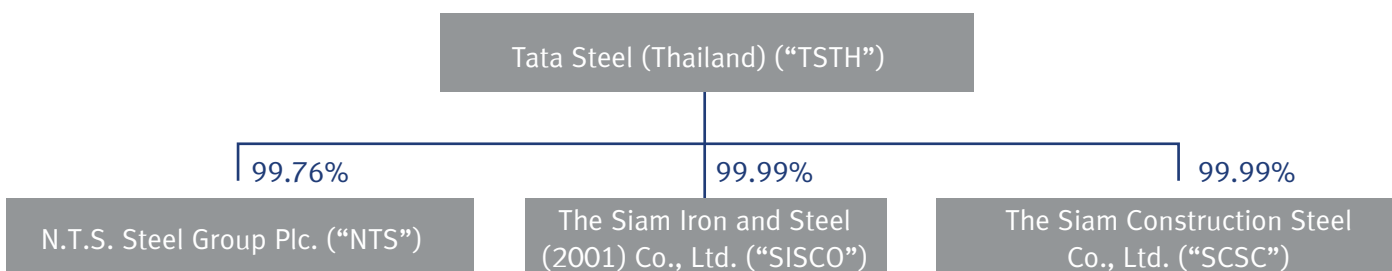 Tata Steel (Thailand) (“TSTH”)
99.76%
99.99%
99.99%
N.T.S. Steel Group Plc. (“NTS”)
The Siam Iron and Steel
(2001) Co., Ltd. (“SISCO”)
The Siam Construction Steel
Co., Ltd. (“SCSC”)